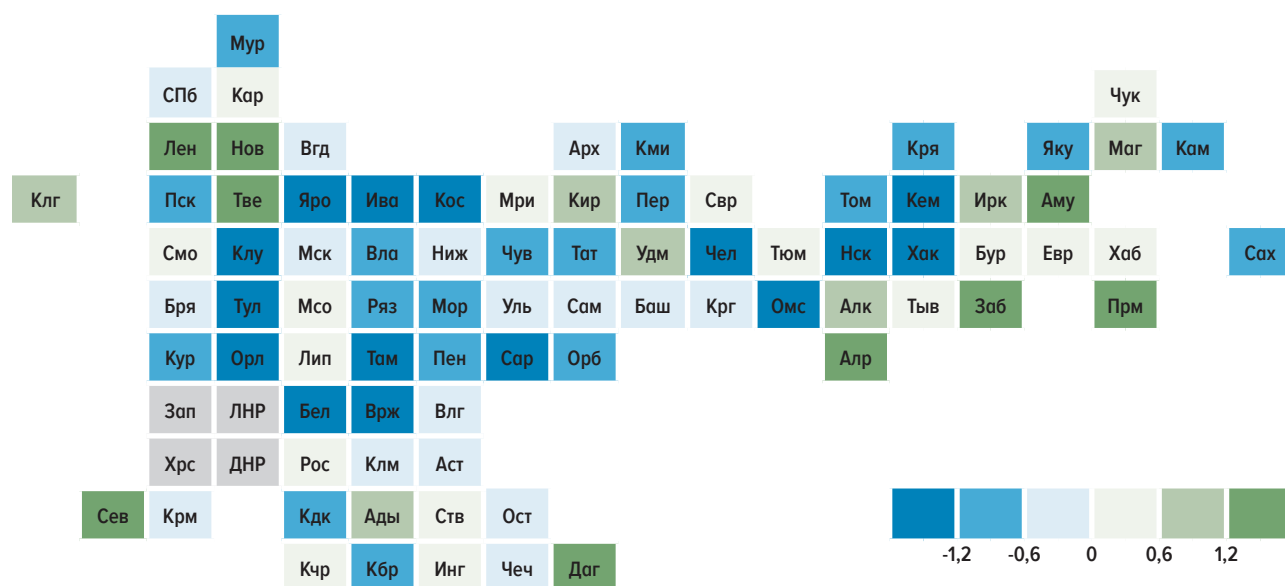 Мур
СПб Кар Чук
Лен Нов Вгд Арх Кми Кря Яку Маг Кам
Клг Пск Тве Яро Ива Кос Мри Кир Пер Свр Том Кем Ирк Аму
Смо Клу Мск Вла Ниж Чув Тат Удм Чел Тюм Нск Хак Бур Евр Хаб Сах
Бря Тул Мсо Ряз Мор Уль Сам Баш Крг Омс Алк Тыв Заб Прм
Кур Орл Лип Там Пен Сар Орб Алр
Зап ЛНР Бел Врж Влг
Хрс ДНР Рос Клм Аст
Сев Крм Кдк Ады Ств Ост
-1,2 -0,6 0 0,6 1,2
Кчр Кбр Инг Чеч Даг